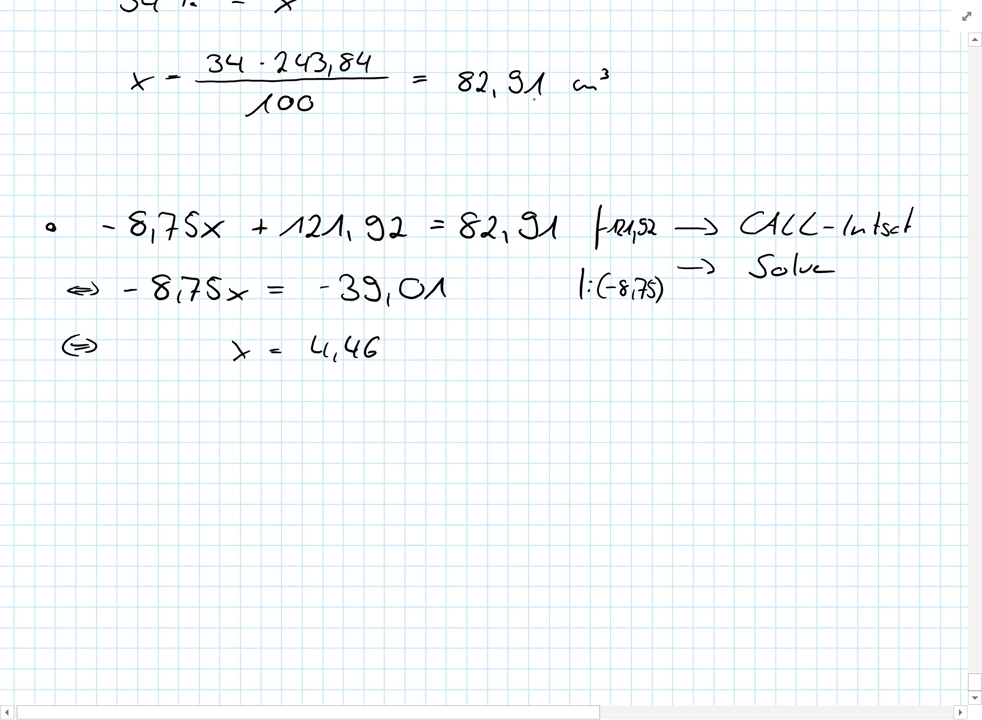 34 % = x
x = 34 · 243,84 / 100 = 82,91 cm³
• - 8,75x + 121,92 = 82,91 |-121,92 → CALC-Intsct
→ Solve
⇔ - 8,75x = - 39,01 |:(-8,75)
⇔ x = 4,46